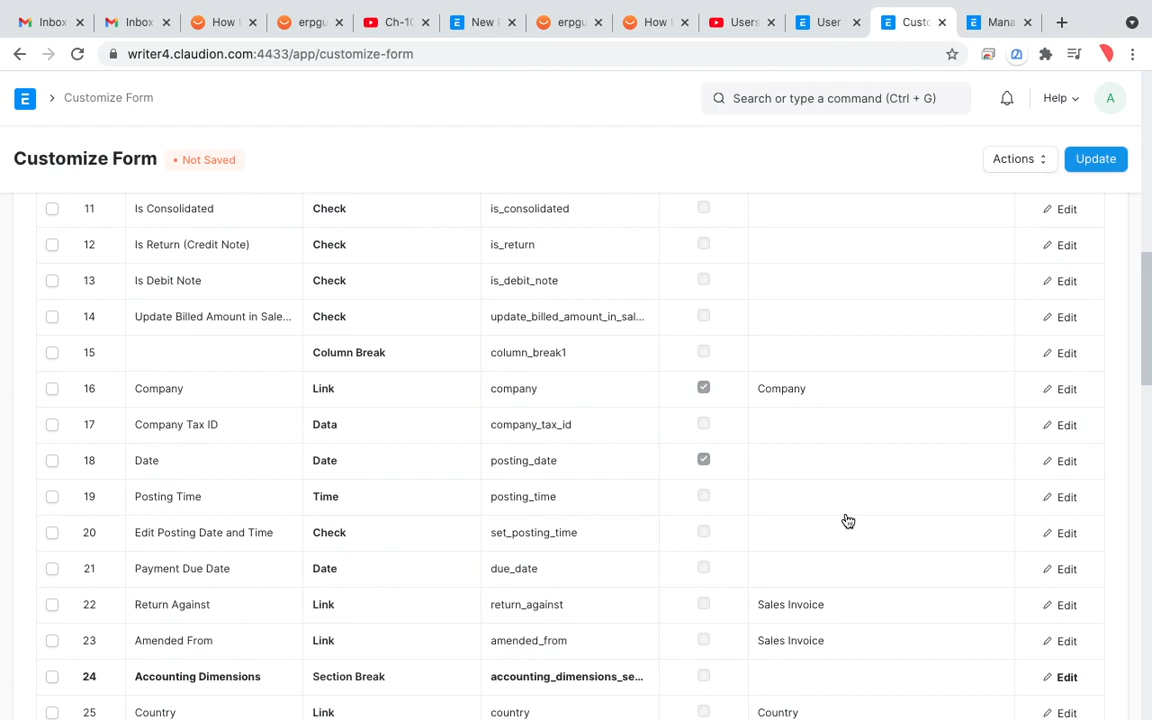 Inbox
Inbox
How I
erpgu
Ch-10
New I
erpgu
How I
Users
User
Custo
Mana
writer4.claudion.com:4433/app/customize-form
E
Customize Form
Search or type a command (Ctrl + G)
Help
A
Customize Form
• Not Saved
Actions
Update
11 Is Consolidated Check is_consolidated Edit
12 Is Return (Credit Note) Check is_return Edit
13 Is Debit Note Check is_debit_note Edit
14 Update Billed Amount in Sale... Check update_billed_amount_in_sal... Edit
15 Column Break column_break1 Edit
16 Company Link company Company Edit
17 Company Tax ID Data company_tax_id Edit
18 Date Date posting_date Edit
19 Posting Time Time posting_time Edit
20 Edit Posting Date and Time Check set_posting_time Edit
21 Payment Due Date Date due_date Edit
22 Return Against Link return_against Sales Invoice Edit
23 Amended From Link amended_from Sales Invoice Edit
24 Accounting Dimensions Section Break accounting_dimensions_se... Edit
25 Country Link country Country Edit